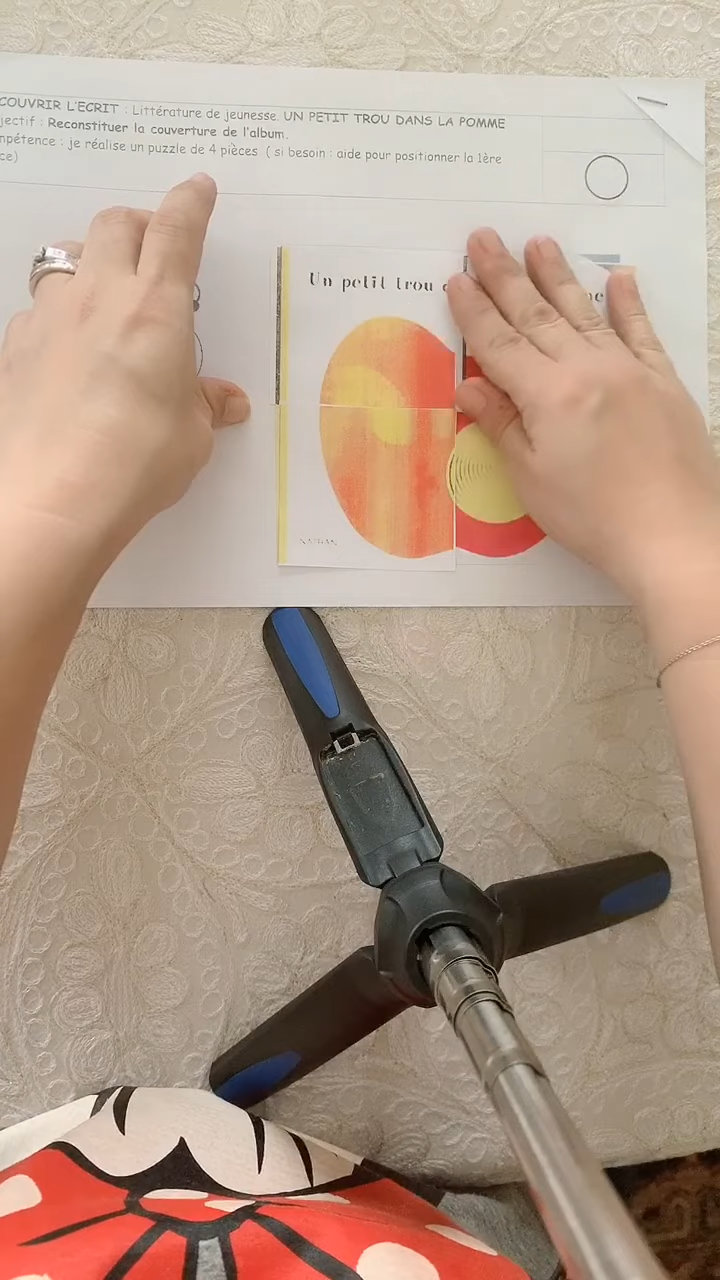 COUVRIR L'ECRIT : Littérature de jeunesse. UN PETIT TROU DANS LA POMME
jectif : Reconstituer la couverture de l'album.
npétence : je réalise un puzzle de 4 pièces ( si besoin : aide pour positionner la 1ère
ce)
Un petit trou
NATHAN